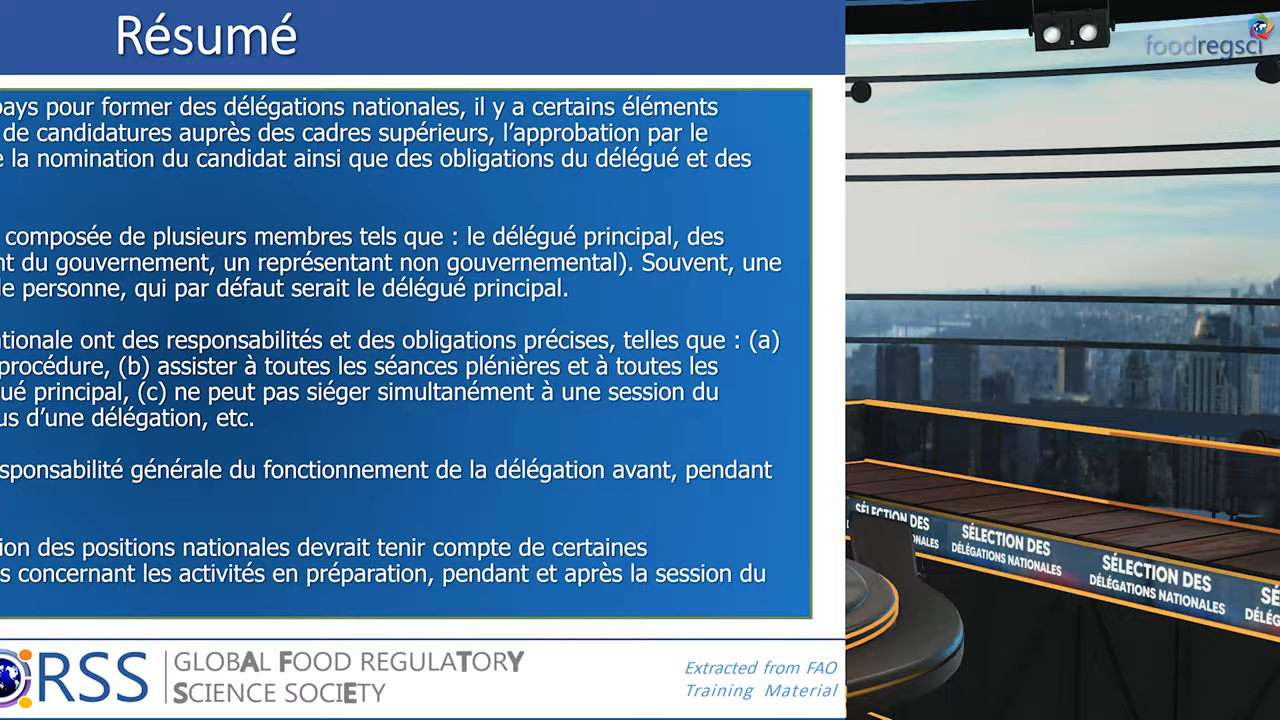 Résumé
foodregsci
pays pour former des délégations nationales, il y a certains éléments
de candidatures auprès des cadres supérieurs, l'approbation par le
la nomination du candidat ainsi que des obligations du délégué et des
composée de plusieurs membres tels que : le délégué principal, des
du gouvernement, un représentant non gouvernemental). Souvent, une
personne, qui par défaut serait le délégué principal.
ont des responsabilités et des obligations précises, telles que : (a)
procédure, (b) assister à toutes les séances plénières et à toutes les
principal, (c) ne peut pas siéger simultanément à une session du
d'une délégation, etc.
générale du fonctionnement de la délégation avant, pendant
des positions nationales devrait tenir compte de certaines
concernant les activités en préparation, pendant et après la session du
RSS
GLOBAL FOOD REGULATORY
SCIENCE SOCIETY
Extracted from FAO
Training Material
SÉLECTION DES
SÉLECTION DES
DÉLÉGATIONS NATIONALES
SÉLECTION DES
DÉLÉGATIONS NATIONALES